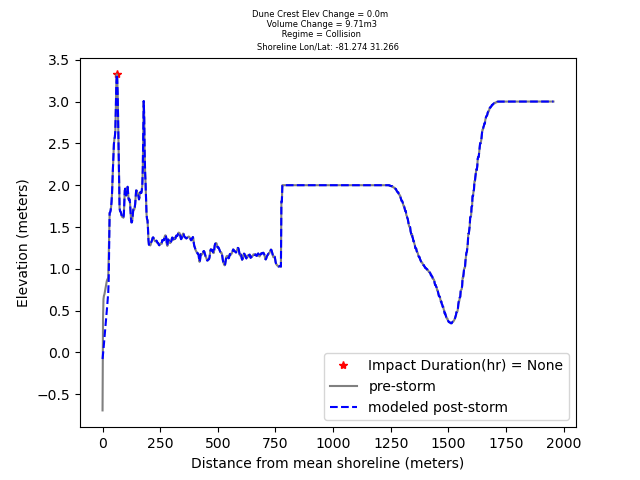 Dune Crest Elev Change = 0.0m
Volume Change = 9.71m3
Regime = Collision
Shoreline Lon/Lat: -81.274 31.266
3.5
3.0
2.5
2.0
1.5
1.0
0.5
0.0
−0.5
Elevation (meters)
Impact Duration(hr) = None
pre-storm
modeled post-storm
0 250 500 750 1000 1250 1500 1750 2000
Distance from mean shoreline (meters)